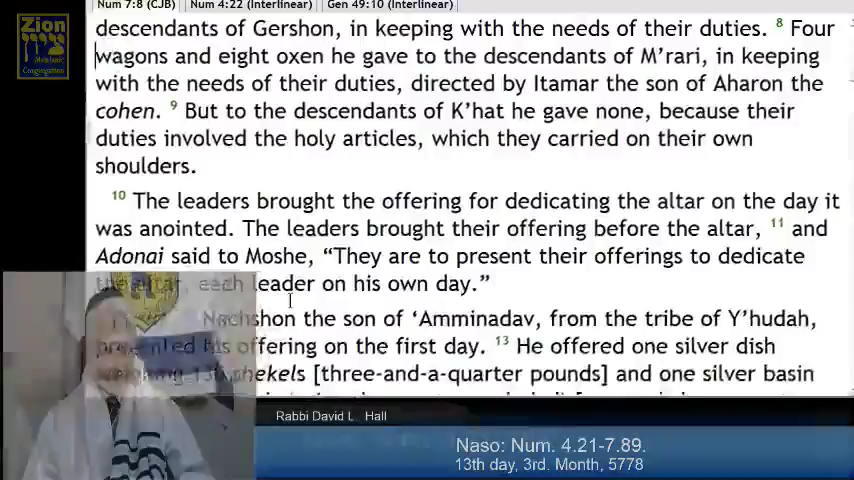 Num 7:8 (CJB) Num 4:22 (Interlinear) Gen 49:10 (Interlinear)
Zion
Messianic
Congregation
descendants of Gershon, in keeping with the needs of their duties. 8 Four
wagons and eight oxen he gave to the descendants of M’rari, in keeping
with the needs of their duties, directed by Itamar the son of Aharon the
cohen. 9 But to the descendants of K’hat he gave none, because their
duties involved the holy articles, which they carried on their own
shoulders.
10 The leaders brought the offering for dedicating the altar on the day it
was anointed. The leaders brought their offering before the altar, 11 and
Adonai said to Moshe, “They are to present their offerings to dedicate
the altar, each leader on his own day.”
Nachshon the son of ‘Amminadav, from the tribe of Y’hudah,
presented his offering on the first day. 13 He offered one silver dish
weighing 130 shekels [three-and-a-quarter pounds] and one silver basin
Rabbi David L. Hall
Naso: Num. 4.21-7.89.
13th day, 3rd. Month, 5778